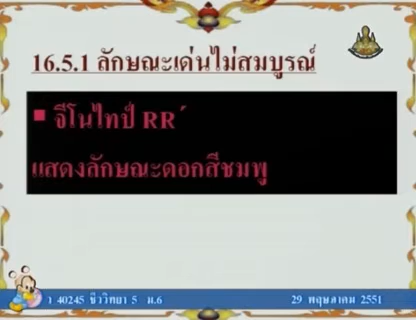 16.5.1 ลักษณะเด่นไม่สมบูรณ์
▪ จีโนไทป์ RR´
แสดงลักษณะดอกสีชมพู
ว 40245 ชีววิทยา 5 ม.6
29 พฤษภาคม 2551